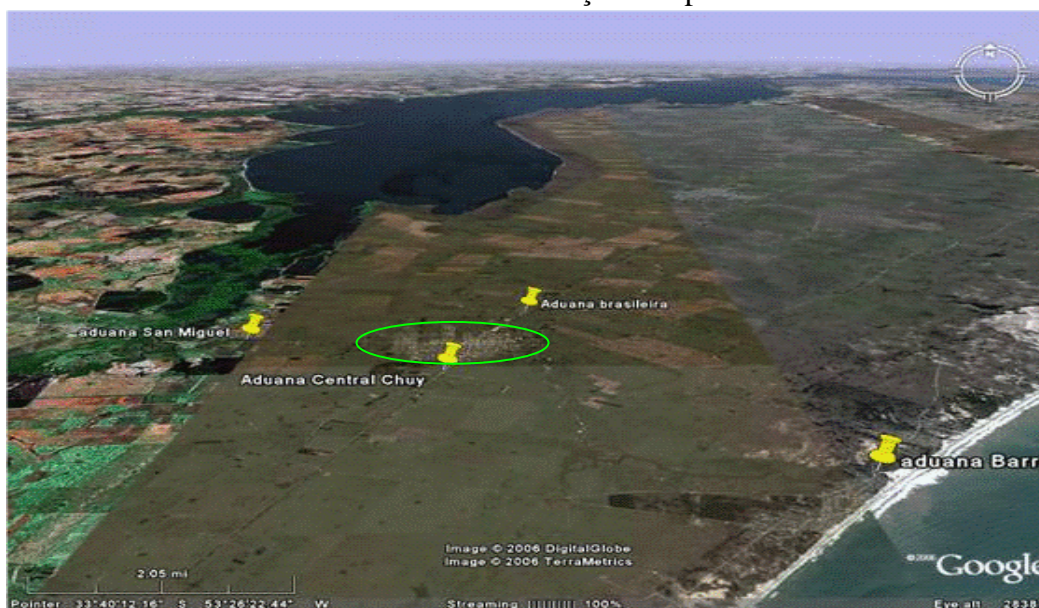 Aduana brasileira
aduana San Miguel
Aduana Central Chuy
aduana Barr
Image © 2006 DigitalGlobe
Image © 2006 TerraMetrics
©2006 Google
2.05 mi
Pointer 33°40'12.16" S 53°26'22.44" W Streaming 100% Eye alt 2838